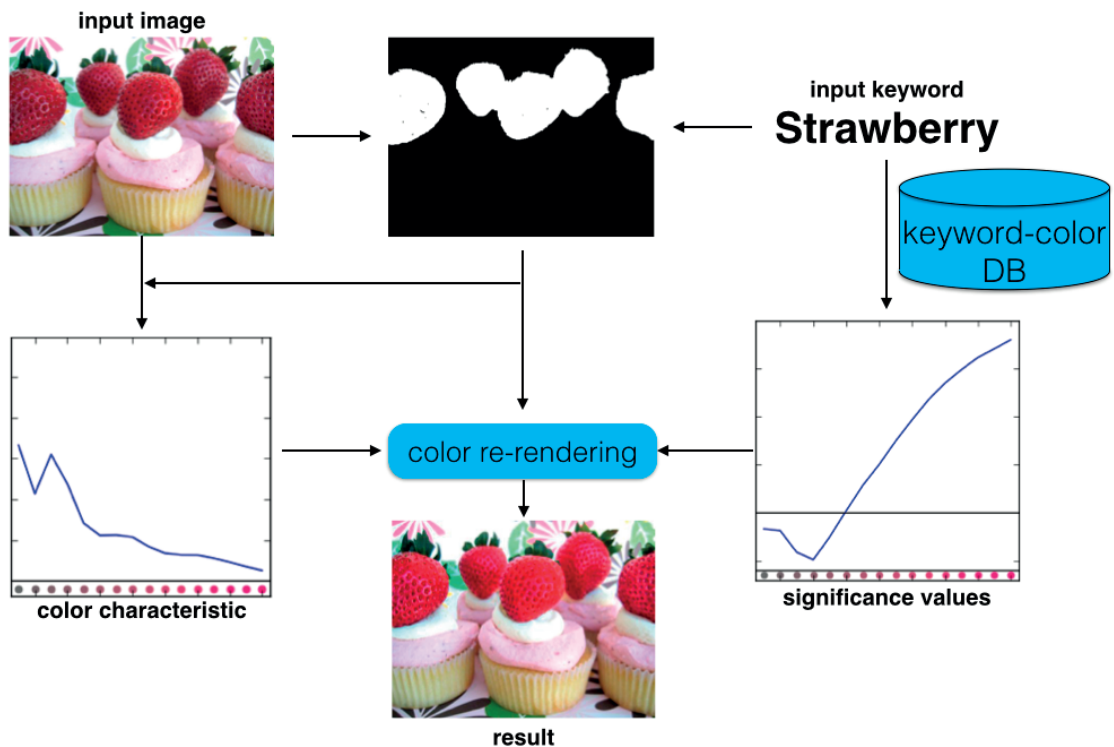 input image
input keyword
Strawberry
keyword-color
DB
color re-rendering
color characteristic
significance values
result